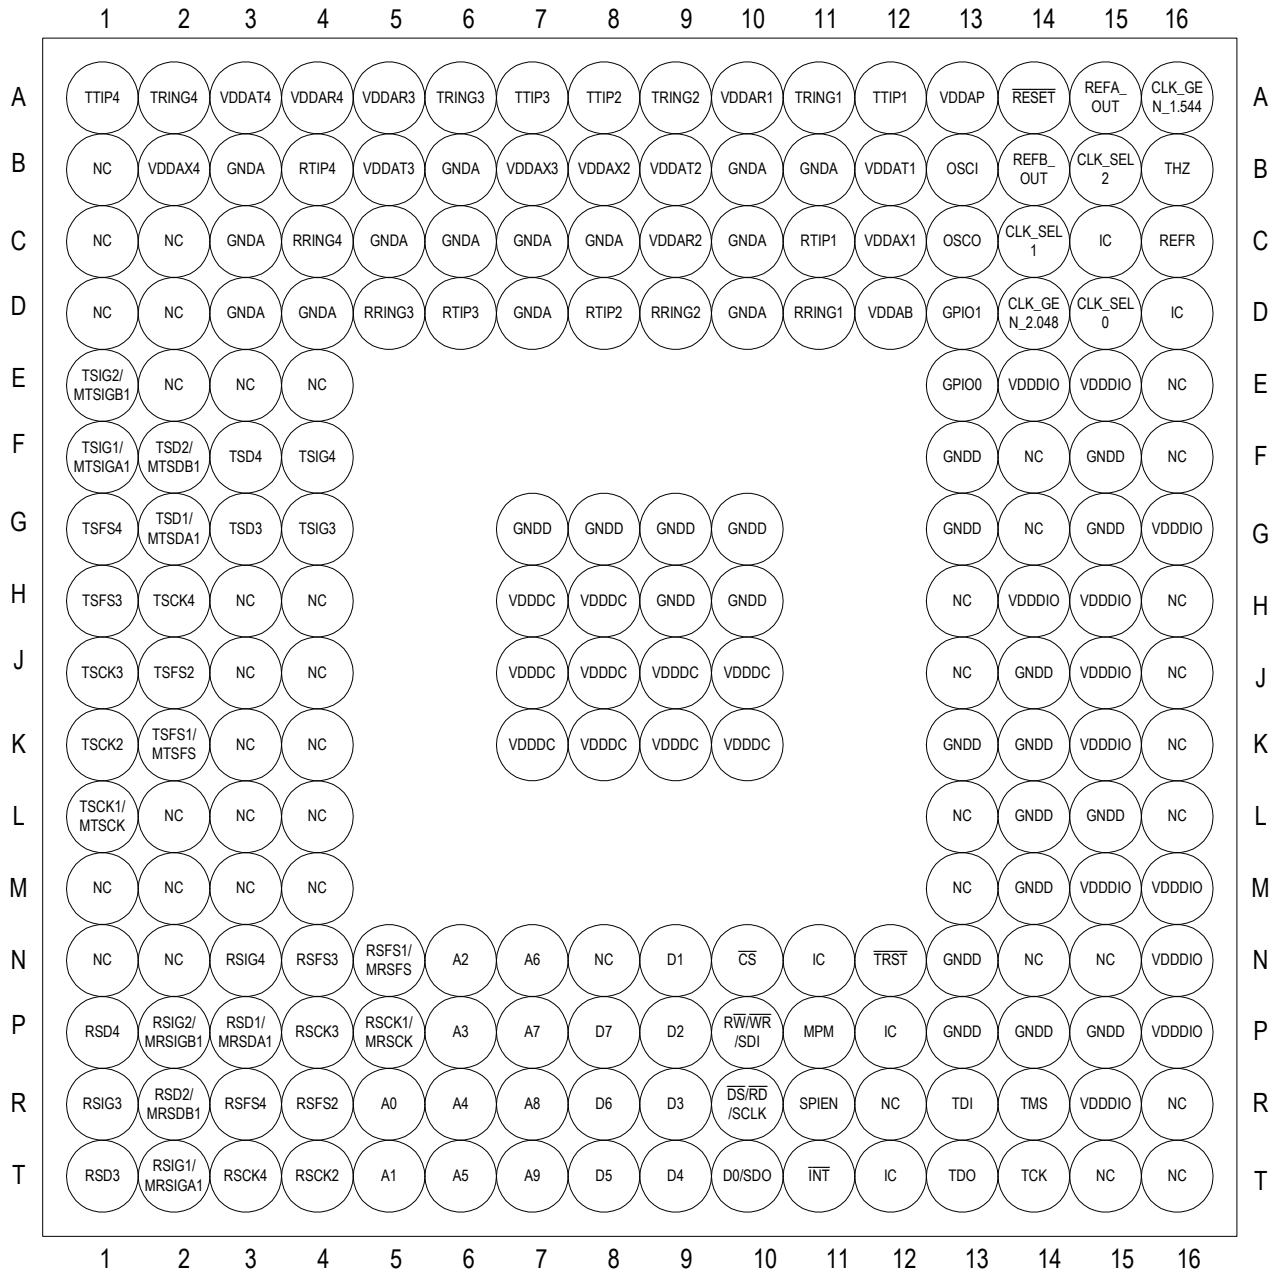 1 2 3 4 5 6 7 8 9 10 11 12 13 14 15 16
A TTIP4 TRING4 VDDAT4 VDDAR4 VDDAR3 TRING3 TTIP3 TTIP2 TRING2 VDDAR1 TRING1 TTIP1 VDDAP RESET REFA_ OUT CLK_GE N_1.544 A
B NC VDDAX4 GNDA RTIP4 VDDAT3 GNDA VDDAX3 VDDAX2 VDDAT2 GNDA GNDA VDDAT1 OSCI REFB_ OUT CLK_SEL 2 THZ B
C NC NC GNDA RRING4 GNDA GNDA GNDA GNDA VDDAR2 GNDA RTIP1 VDDAX1 OSCO CLK_SEL 1 IC REFR C
D NC NC GNDA GNDA RRING3 RTIP3 GNDA RTIP2 RRING2 GNDA RRING1 VDDAB GPIO1 CLK_GE N_2.048 CLK_SEL 0 IC D
E TSIG2/ MTSIGB1 NC NC NC GPIO0 VDDDIO VDDDIO NC E
F TSIG1/ MTSIGA1 TSD2/ MTSDB1 TSD4 TSIG4 GNDD NC GNDD NC F
G TSFS4 TSD1/ MTSDA1 TSD3 TSIG3 GNDD GNDD GNDD GNDD GNDD NC GNDD VDDDIO G
H TSFS3 TSCK4 NC NC VDDDC VDDDC GNDD GNDD NC VDDDIO VDDDIO NC H
J TSCK3 TSFS2 NC NC VDDDC VDDDC VDDDC VDDDC NC GNDD VDDDIO NC J
K TSCK2 TSFS1/ MTSFS NC NC VDDDC VDDDC VDDDC VDDDC GNDD GNDD VDDDIO NC K
L TSCK1/ MTSCK NC NC NC NC GNDD GNDD NC L
M NC NC NC NC NC GNDD VDDDIO VDDDIO M
N NC NC RSIG4 RSFS3 RSFS1/ MRSFS A2 A6 NC D1 CS IC TRST GNDD NC NC VDDDIO N
P RSD4 RSIG2/ MRSIGB1 RSD1/ MRSDA1 RSCK3 RSCK1/ MRSCK A3 A7 D7 D2 RW/WR /SDI MPM IC GNDD GNDD GNDD VDDDIO P
R RSIG3 RSD2/ MRSDB1 RSFS4 RSFS2 A0 A4 A8 D6 D3 DS/RD /SCLK SPIEN NC TDI TMS VDDDIO NC R
T RSD3 RSIG1/ MRSIGA1 RSCK4 RSCK2 A1 A5 A9 D5 D4 D0/SDO INT IC TDO TCK NC NC T
1 2 3 4 5 6 7 8 9 10 11 12 13 14 15 16